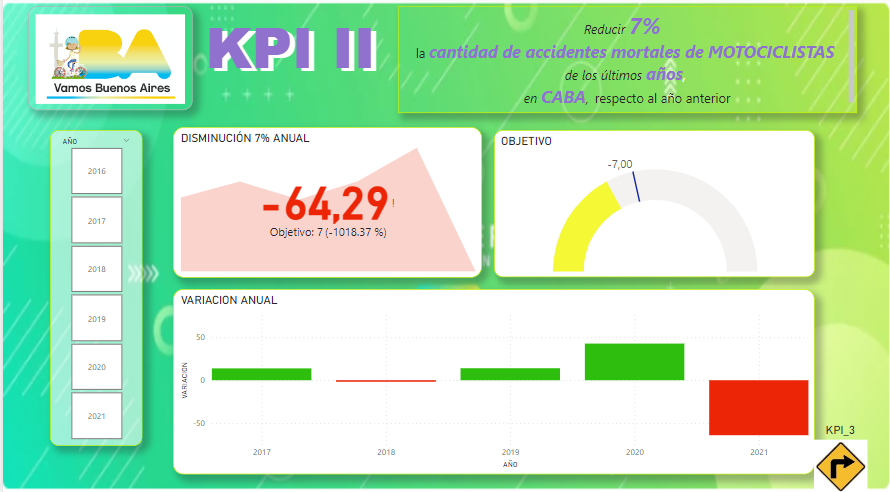 BA
Vamos Buenos Aires
KPI II
Reducir 7%
la cantidad de accidentes mortales de MOTOCICLISTAS
de los últimos años
en CABA, respecto al año anterior
AÑO
2016
2017
2018
2019
2020
2021
DISMINUCIÓN 7% ANUAL
-64,29!
Objetivo: 7 (-1018.37 %)
OBJETIVO
-7,00
VARIACION ANUAL
VARIACION
50
0
-50
2017 2018 2019 2020 2021
AÑO
KPI_3